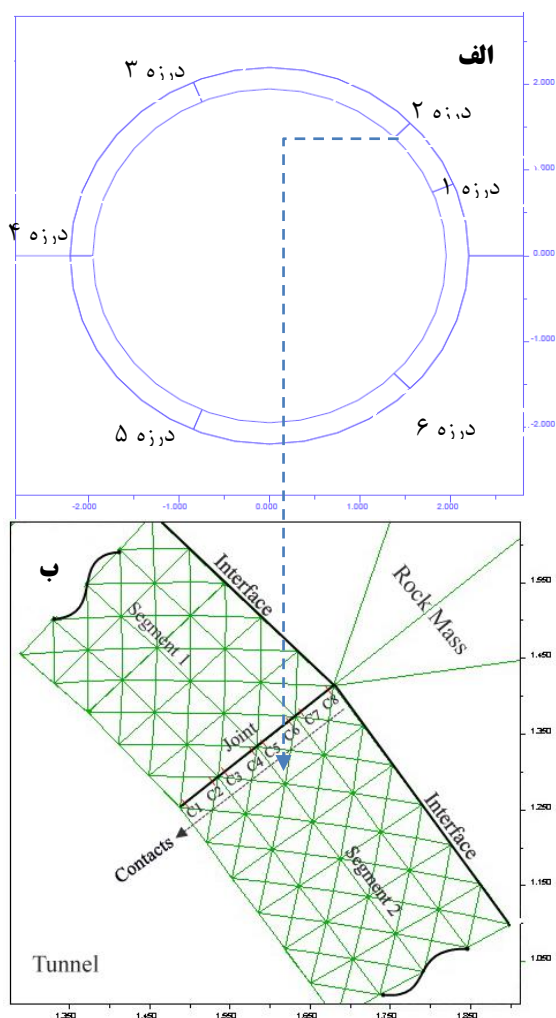 الف
درزه ۳
درزه ۲
درزه ۱
درزه ۴
درزه ۵
درزه ۶
2.000
1.000
0.000
-1.000
-2.000
-2.000
-1.000
0.000
1.000
2.000
ب
Interface
Rock Mass
Segment 1
Joint
C1 C2 C3 C4 C5 C6 C7 C8
Contacts
Segment 2
Interface
Tunnel
1.550
1.450
1.350
1.250
1.150
1.050
1.350
1.450
1.550
1.650
1.750
1.850